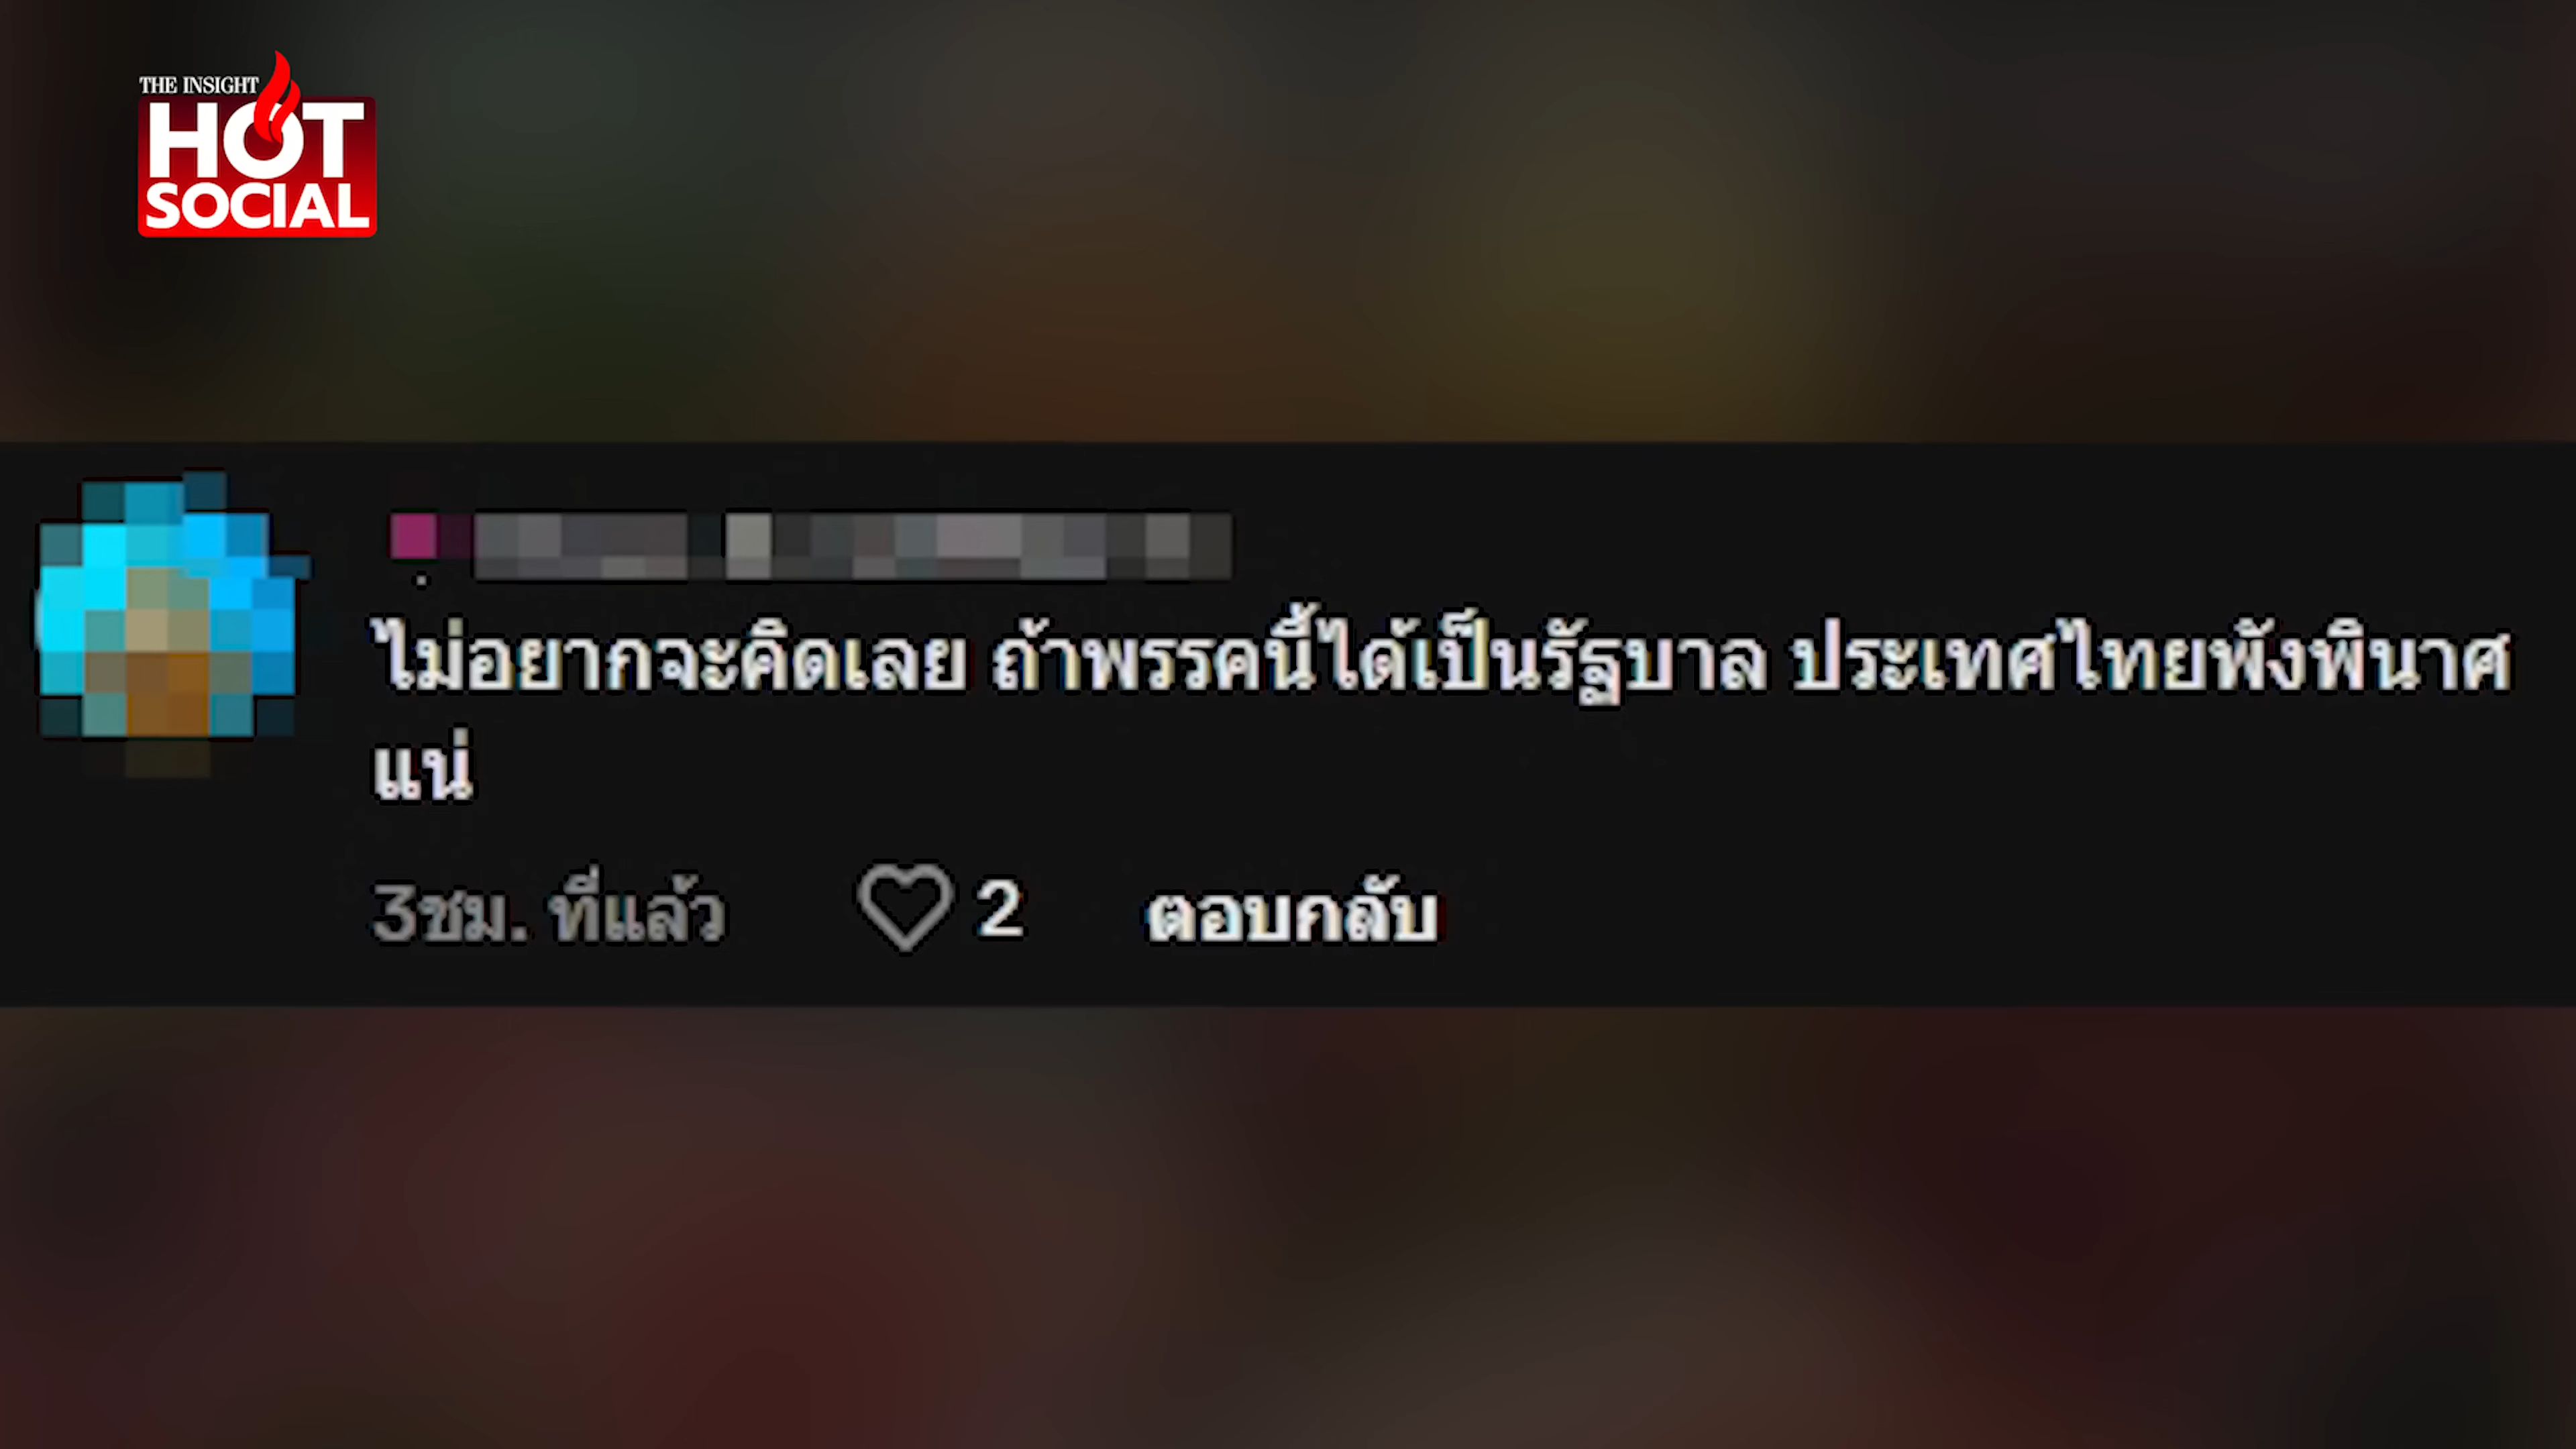 THE INSIGHT
HOT
SOCIAL
ไม่อยากจะคิดเลย ถ้าพรรคนี้ได้เป็นรัฐบาล ประเทศไทยพังพินาศ
แน่
3ชม. ที่แล้ว 2 ตอบกลับ